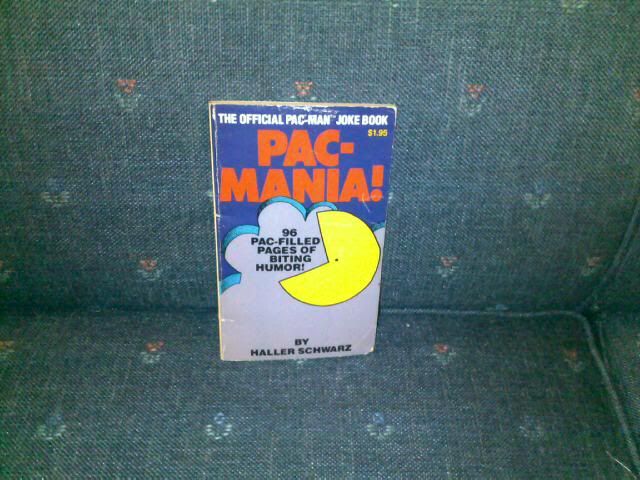 THE OFFICIAL PAC-MAN™ JOKE BOOK
$1.95
PAC-
MANIA!
96
PAC-FILLED
PAGES OF
BITING
HUMOR!
BY
HALLER SCHWARZ